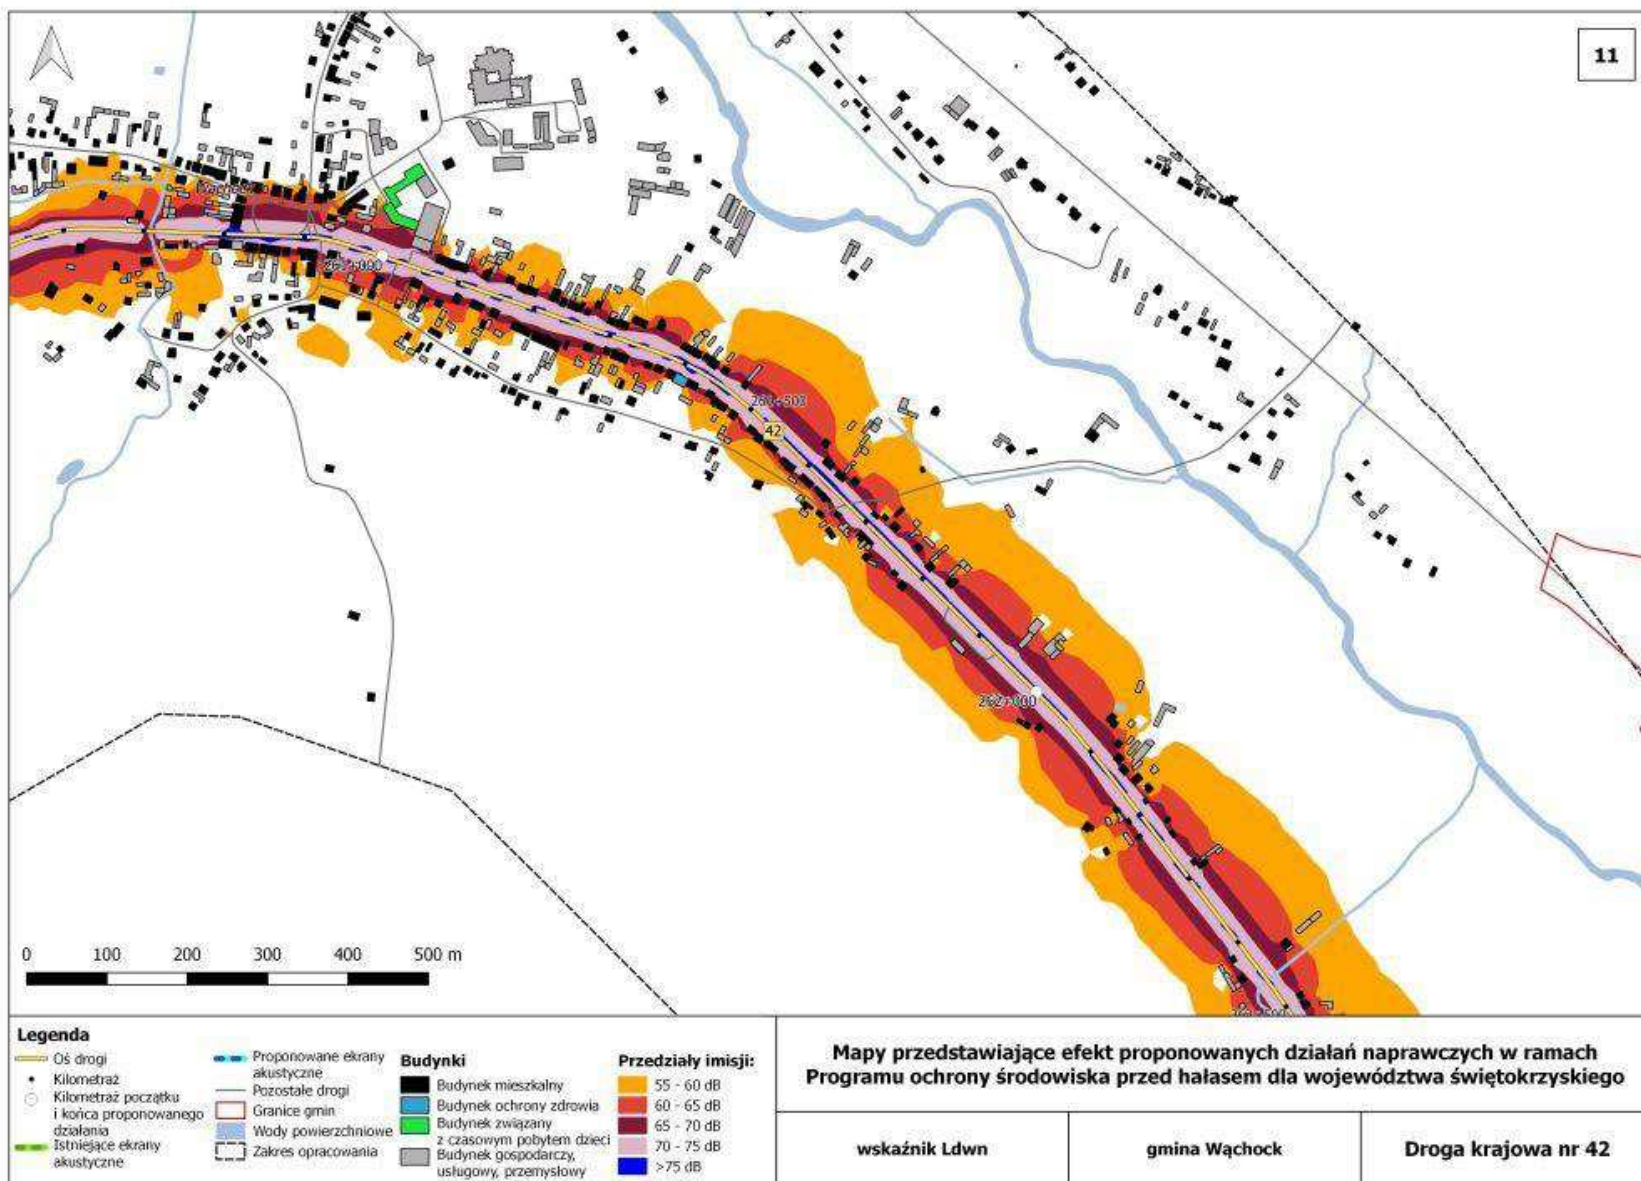 11
42
0 100 200 300 400 500 m
Legenda
Oś drogi
Kilometraż
Kilometraż początku
i końca proponowanego
działania
Istniejące ekrany
akustyczne
Proponowane ekrany
akustyczne
Pozostałe drogi
Granice gmin
Wody powierzchniowe
Zakres opracowania
Budynki
Budynek mieszkalny
Budynek ochrony zdrowia
Budynek związany
z czasowym pobytem dzieci
Budynek gospodarczy,
usługowy, przemysłowy
Przedziały imisji:
55 - 60 dB
60 - 65 dB
65 - 70 dB
70 - 75 dB
>75 dB
Mapy przedstawiające efekt proponowanych działań naprawczych w ramach
Programu ochrony środowiska przed hałasem dla województwa świętokrzyskiego
wskaźnik Ldwn
gmina Wąchock
Droga krajowa nr 42